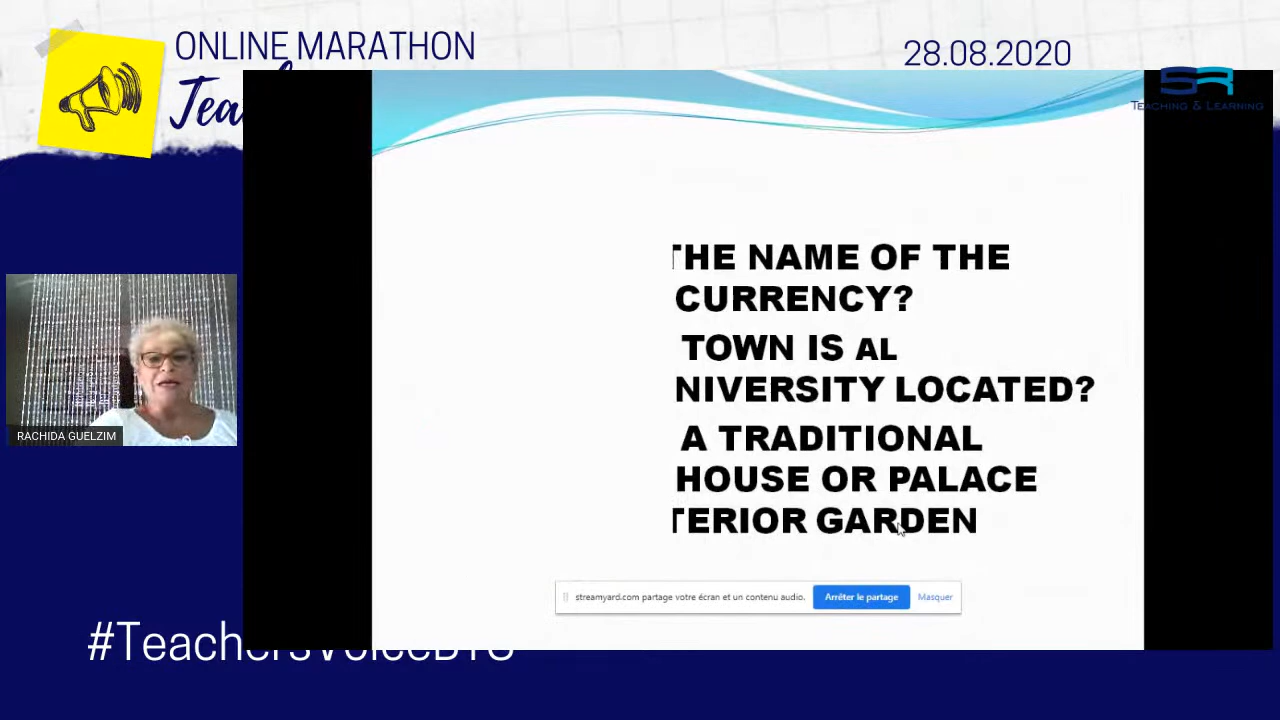 ONLINE MARATHON
28.08.2020
SR
TEACHING & LEARNING
THE NAME OF THE
CURRENCY?
TOWN IS AL
NIVERSITY LOCATED?
A TRADITIONAL
HOUSE OR PALACE
TERIOR GARDEN
RACHIDA GUELZIM
streamyard.com partage votre écran et un contenu audio.
Arrêter le partage
Masquer